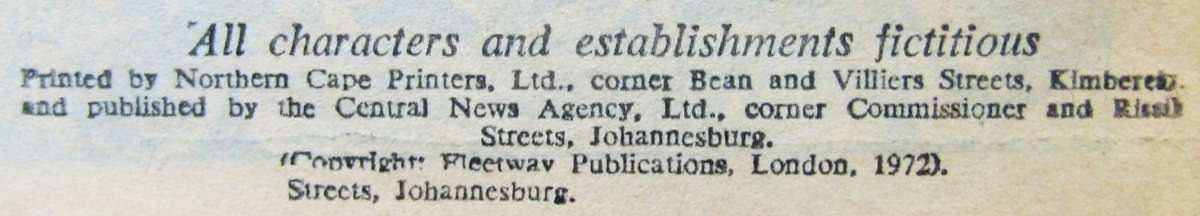 All characters and establishments fictitious
Printed by Northern Cape Printers, Ltd., corner Bean and Villiers Streets, Kimberley.
and published by the Central News Agency, Ltd., corner Commissioner and Rissik
Streets, Johannesburg.
(Copyright: Fleetway Publications, London, 1972).
Streets, Johannesburg.